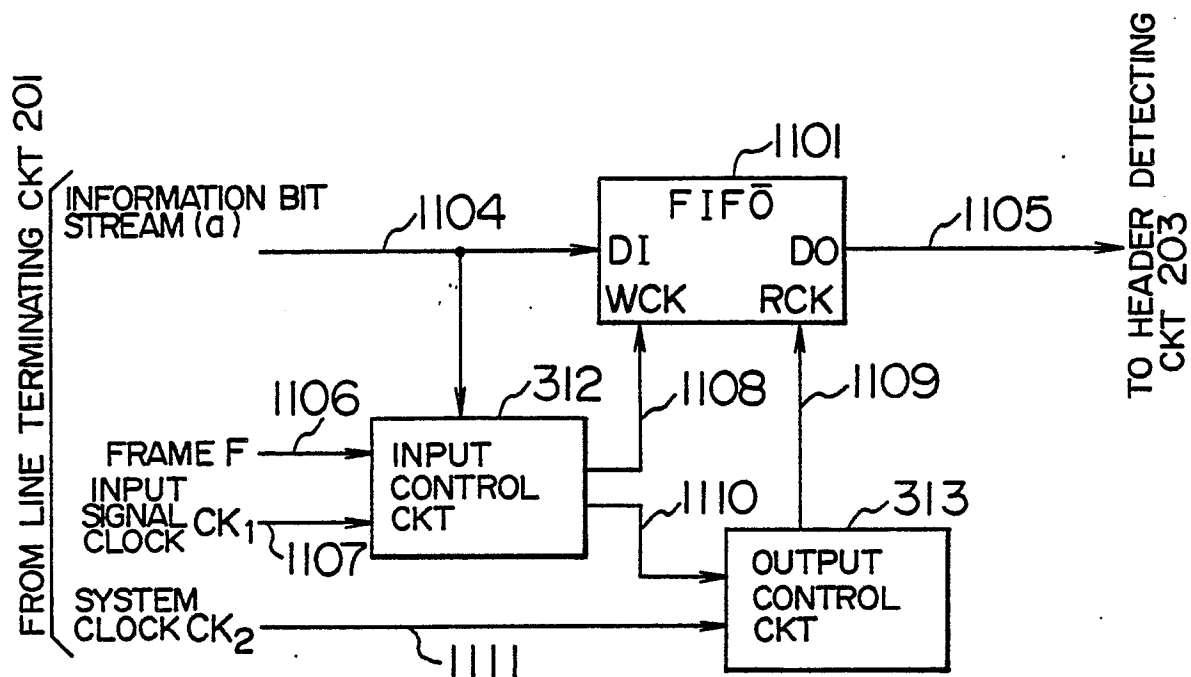 FROM LINE TERMINATING CKT 201
INFORMATION BIT
STREAM (a)
1104
1101
FIFO
DI
DO
WCK
RCK
1105
TO HEADER DETECTING
CKT 203
1106
312
1108
1109
FRAME F
INPUT
CONTROL
CKT
INPUT
SIGNAL
CLOCK
CK1
1107
1110
313
OUTPUT
CONTROL
CKT
SYSTEM
CLOCK CK2
1111